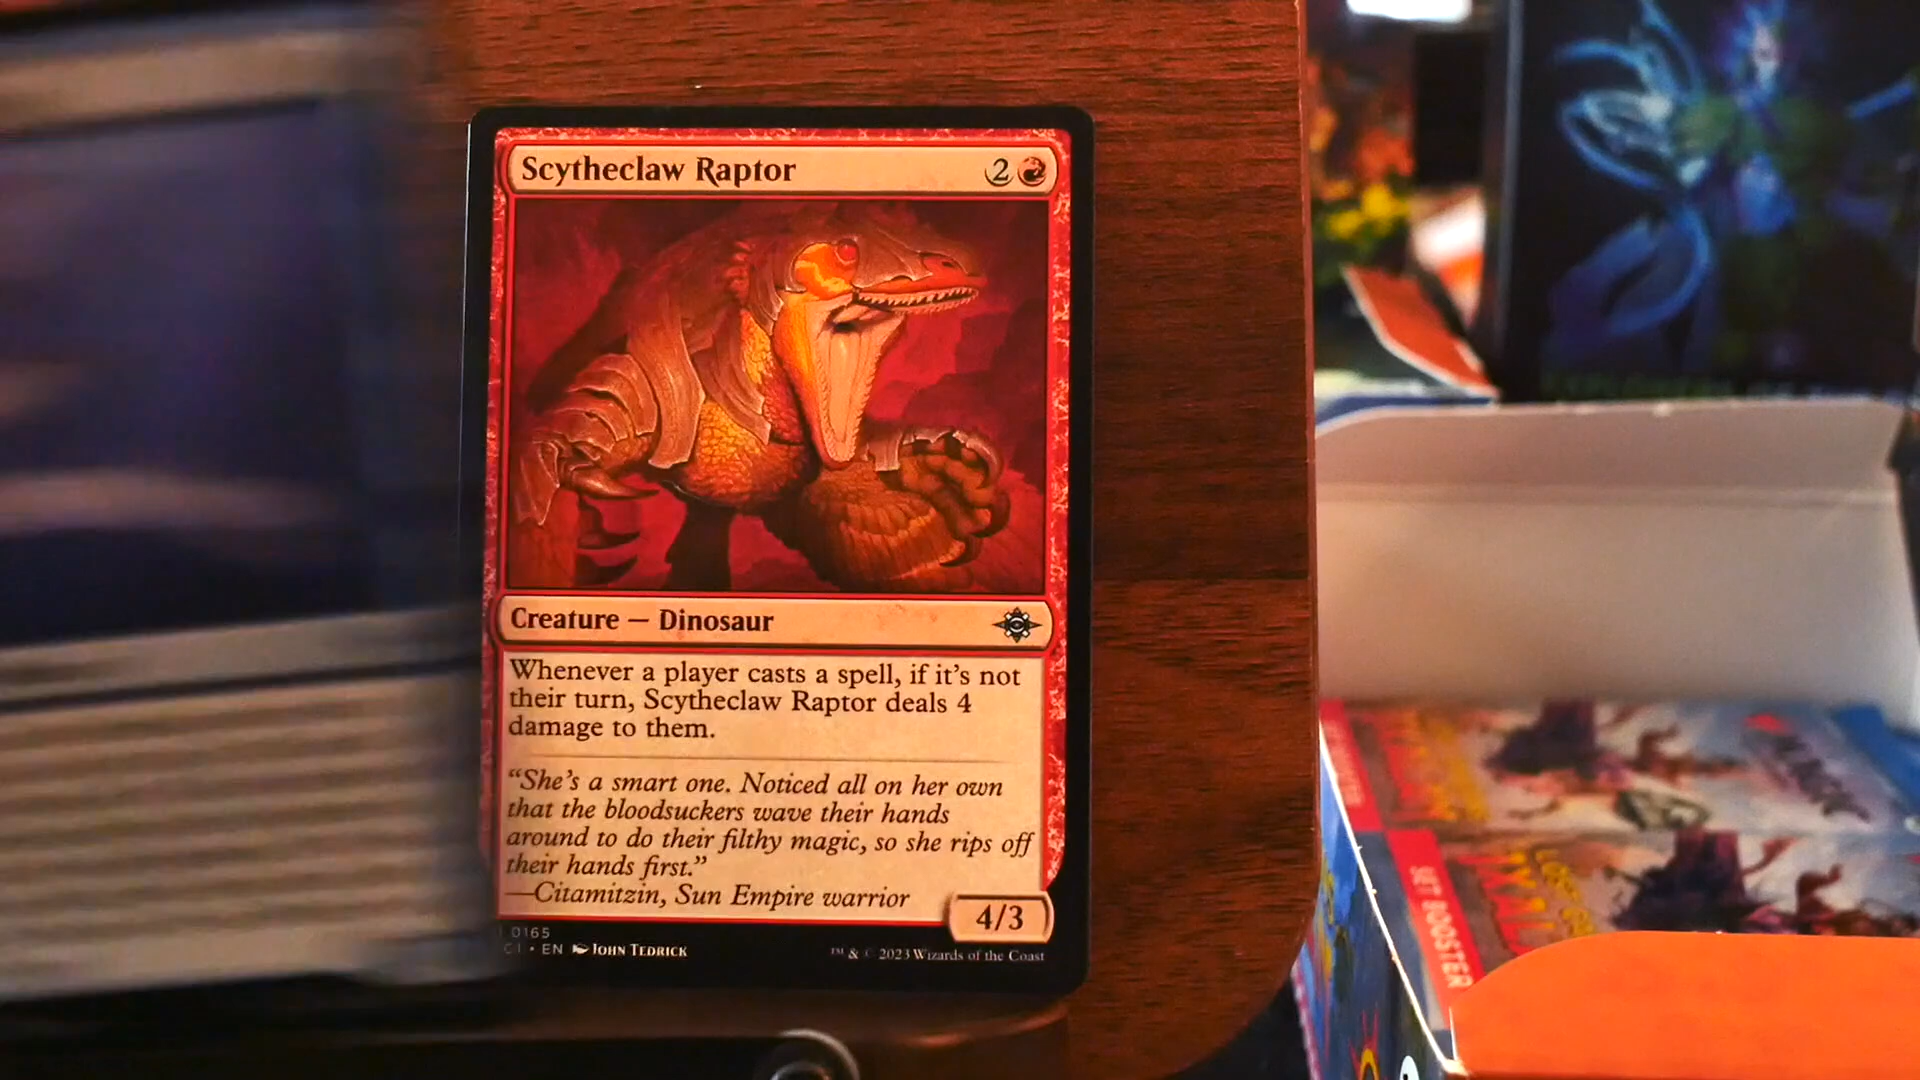 Scytheclaw Raptor 2
Creature — Dinosaur
Whenever a player casts a spell, if it's not
their turn, Scytheclaw Raptor deals 4
damage to them.
“She's a smart one. Noticed all on her own
that the bloodsuckers wave their hands
around to do their filthy magic, so she rips off
their hands first.”
—Citamitzin, Sun Empire warrior
4/3
0165
CI • EN JOHN TEDRICK
™ & © 2023 Wizards of the Coast
SET BOOSTER